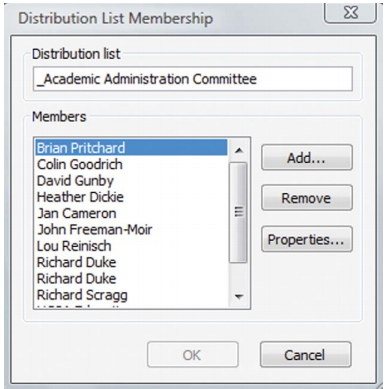 Distribution List Membership
Distribution list
_Academic Administration Committee
Members
Brian Pritchard
Colin Goodrich
David Gunby
Heather Dickie
Jan Cameron
John Freeman-Moir
Lou Reinisch
Richard Duke
Richard Duke
Richard Scragg
Add...
Remove
Properties...
OK
Cancel